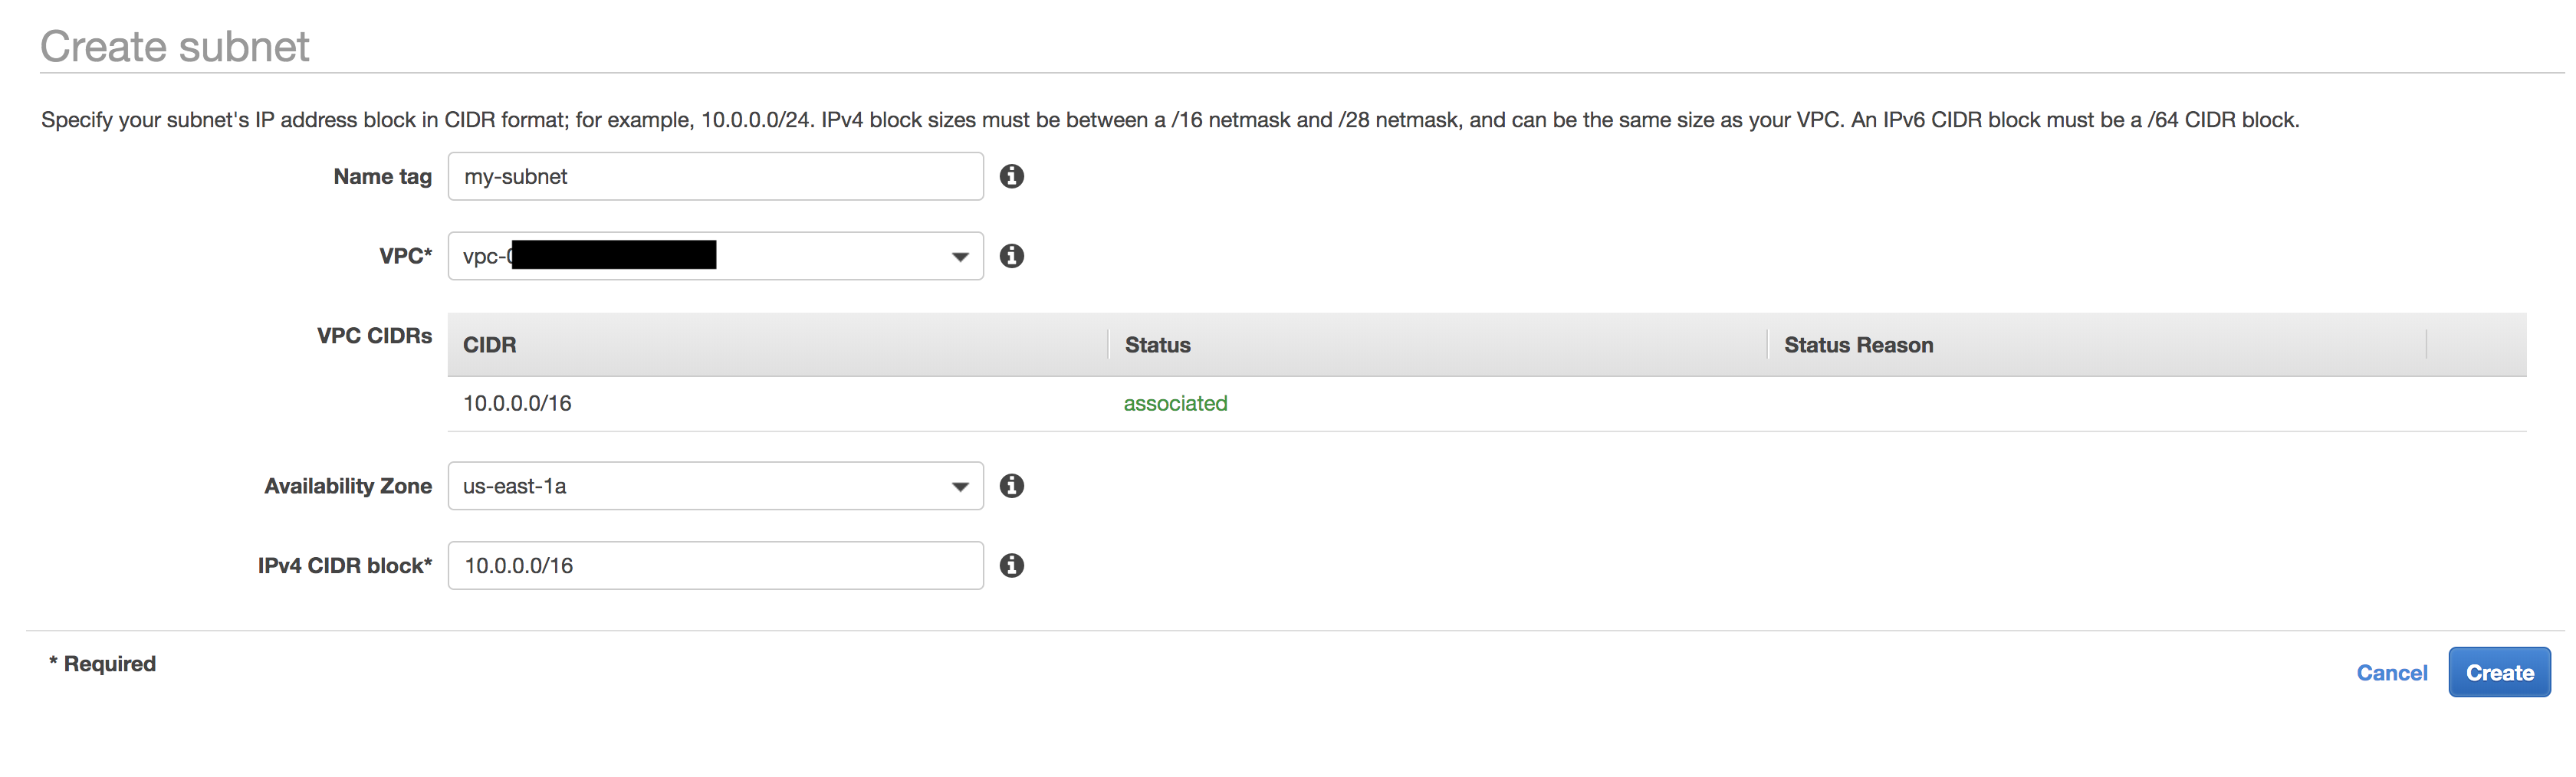 Create subnet
Specify your subnet's IP address block in CIDR format; for example, 10.0.0.0/24. IPv4 block sizes must be between a /16 netmask and /28 netmask, and can be the same size as your VPC. An IPv6 CIDR block must be a /64 CIDR block.
Name tag my-subnet
VPC* vpc-
VPC CIDRs CIDR Status Status Reason
10.0.0.0/16 associated
Availability Zone us-east-1a
IPv4 CIDR block* 10.0.0.0/16
* Required Cancel Create